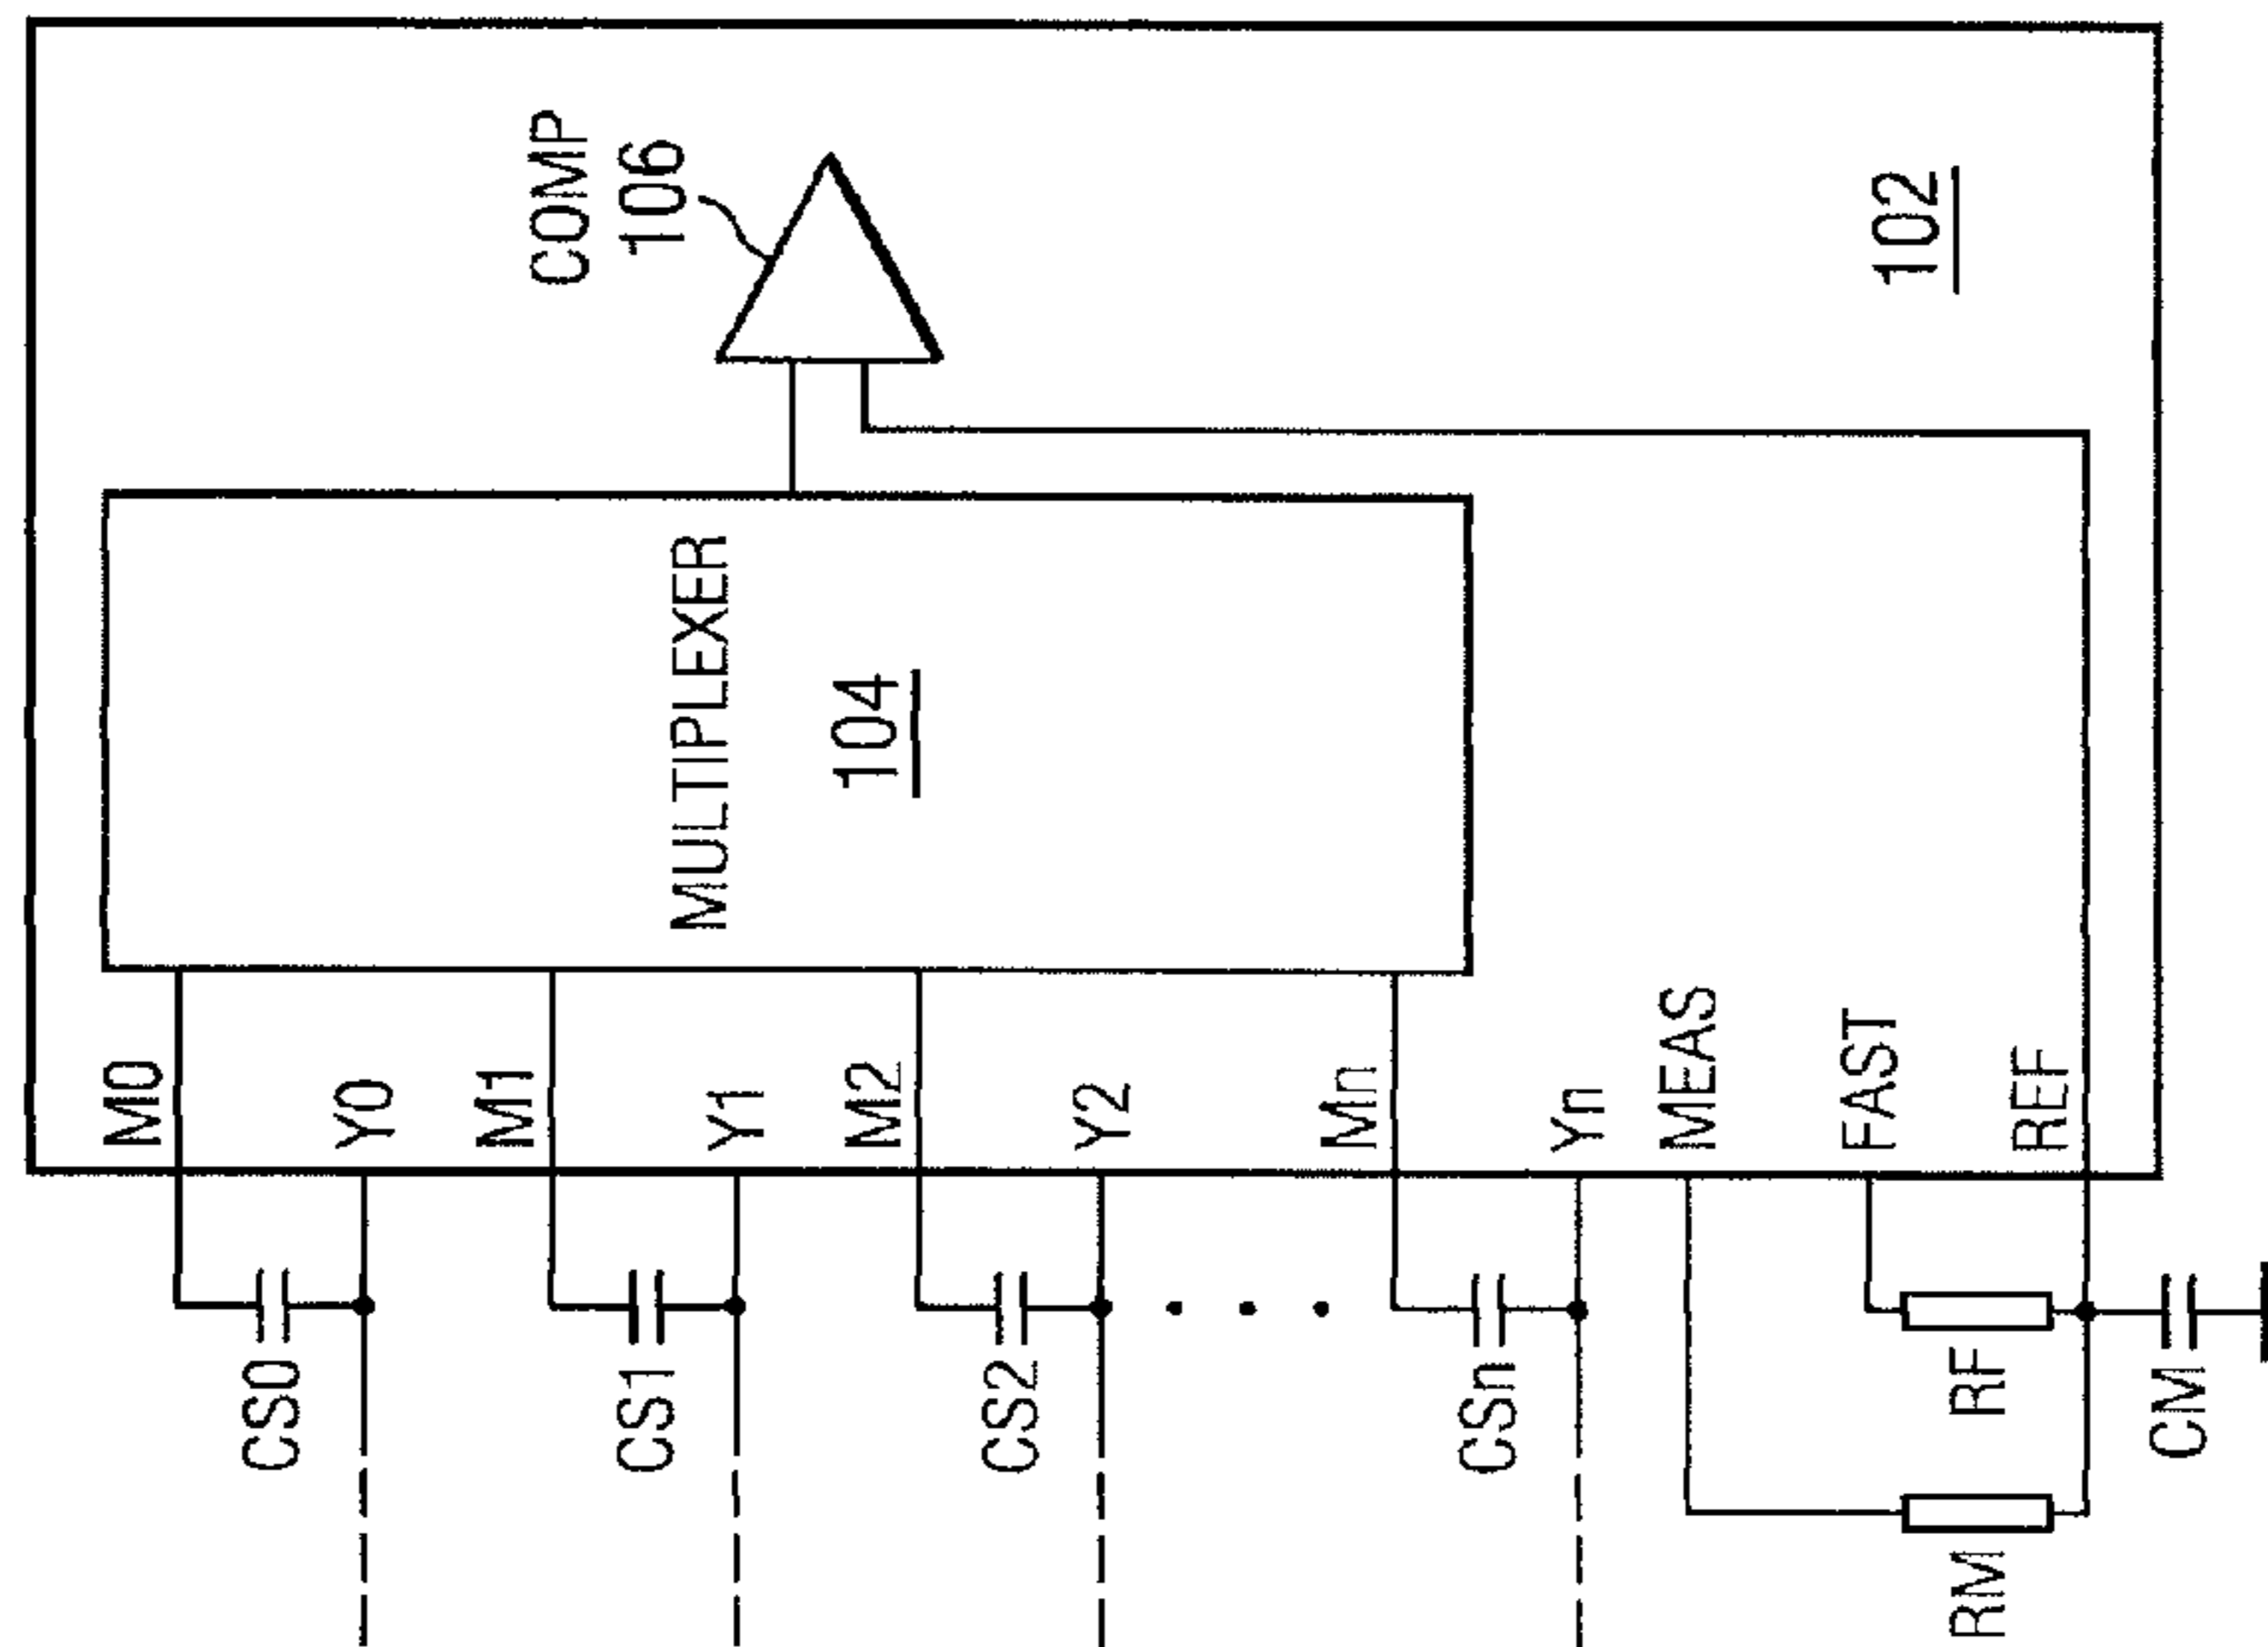 COMP
106
102
MULTIPLEXER
104
M0
Y0
M1
Y1
M2
Y2
Mn
Yn
MEAS
FAST
REF
CS0
CS1
CS2
CSn
RF
CM
RM